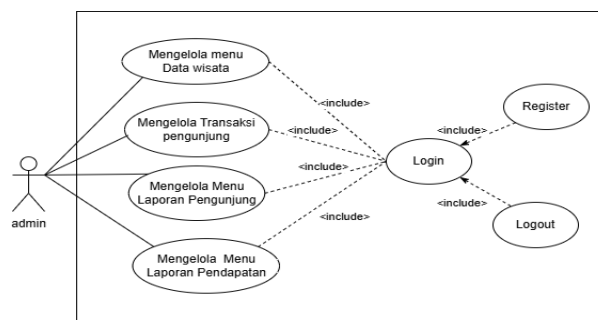 Mengelola menu
Data wisata
<include>
Mengelola Transaksi
pengunjung
<include>
Register
<include>
Login
<include>
Mengelola Menu
Laporan Pengunjung
admin
<include>
<include>
Logout
Mengelola Menu
Laporan Pendapatan